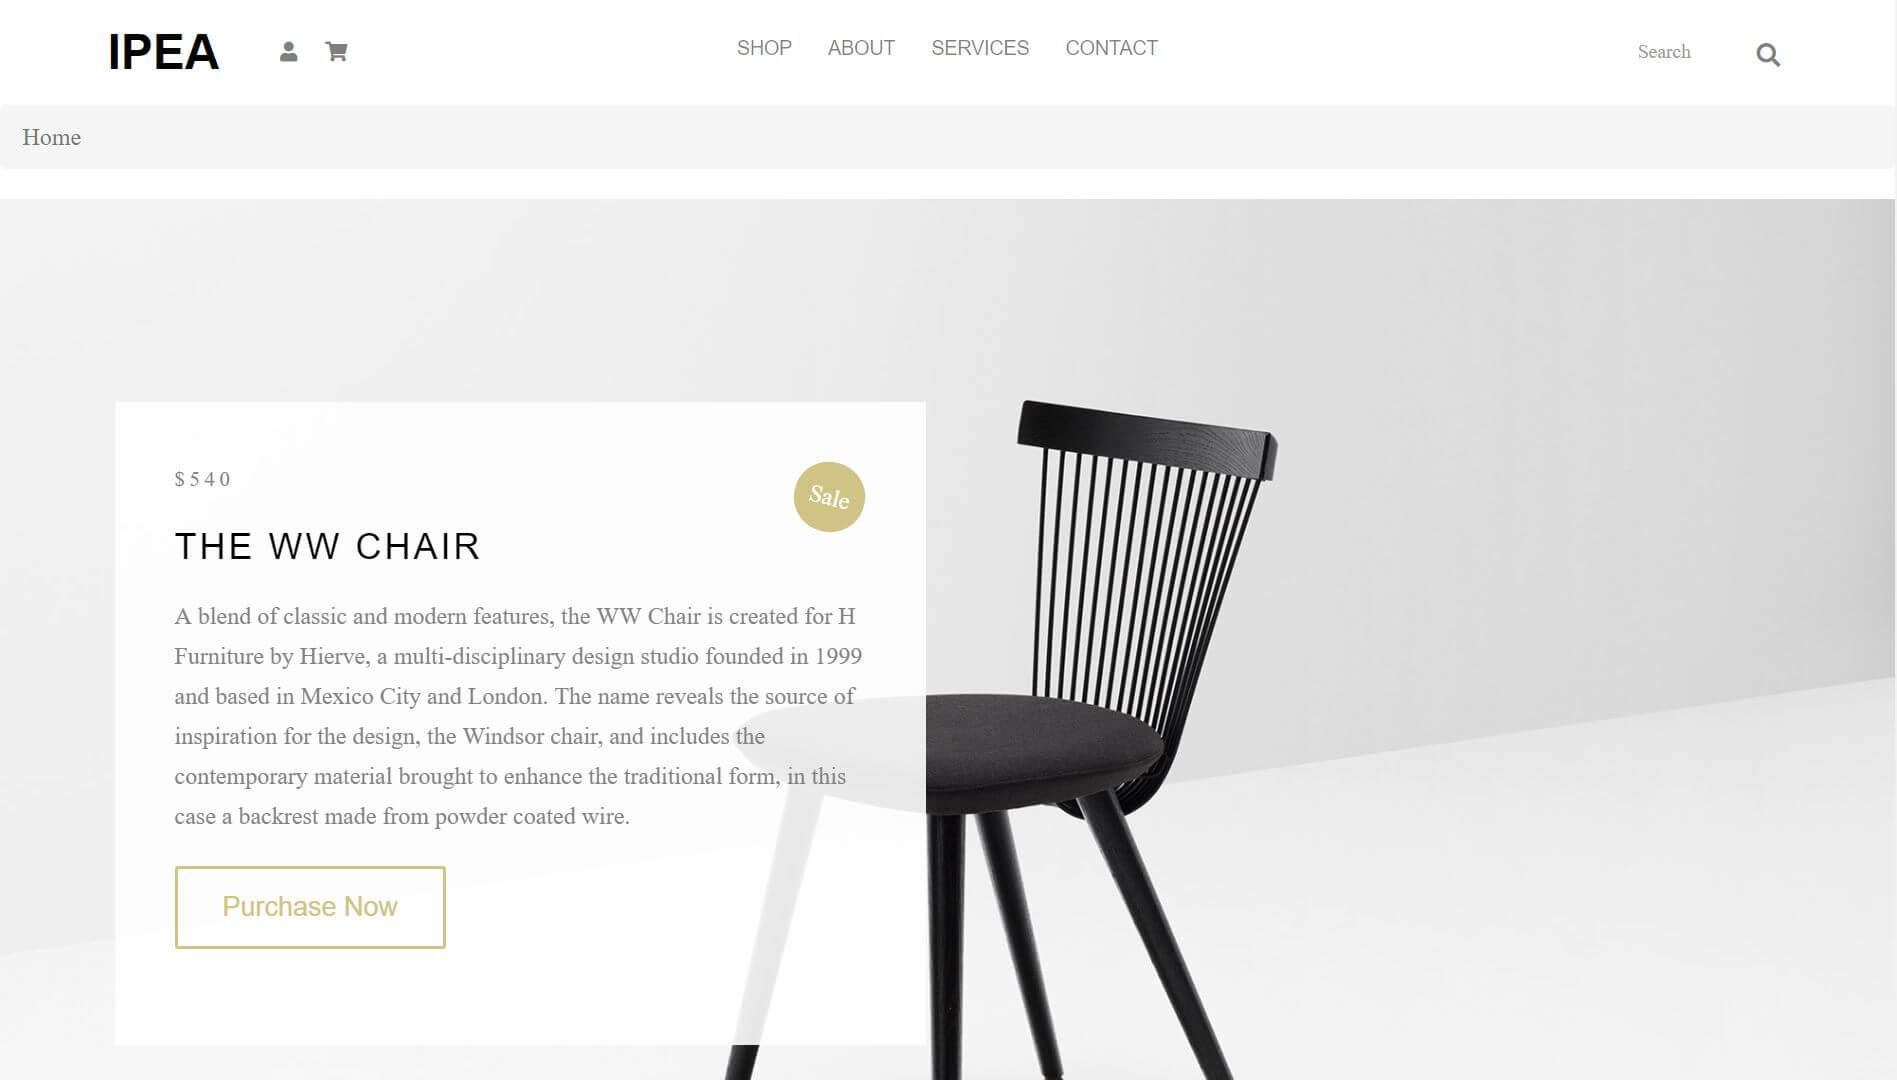 IPEA
SHOP ABOUT SERVICES CONTACT
Search
Home
$540
Sale
THE WW CHAIR
A blend of classic and modern features, the WW Chair is created for H
Furniture by Hierve, a multi-disciplinary design studio founded in 1999
and based in Mexico City and London. The name reveals the source of
inspiration for the design, the Windsor chair, and includes the
contemporary material brought to enhance the traditional form, in this
case a backrest made from powder coated wire.
Purchase Now